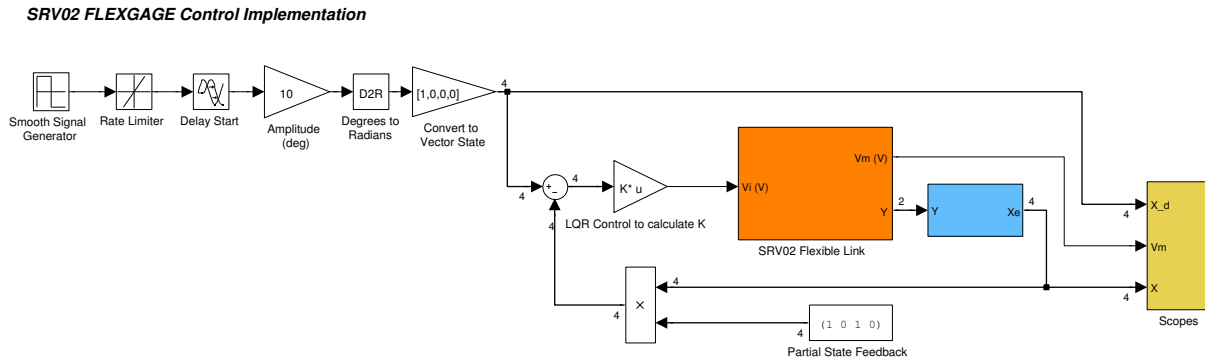 SRV02 FLEXGAGE Control Implementation
Smooth Signal
Generator
Rate Limiter
Delay Start
10
Amplitude
(deg)
D2R
Degrees to
Radians
[1,0,0,0]
Convert to
Vector State
4
4
+
−
4
4
K* u
LQR Control to calculate K
Vi (V)
Vm (V)
Y
SRV02 Flexible Link
2
Y
Xe
4
4
X_d
Vm
4
X
Scopes
4
×
4
4
(1 0 1 0)
Partial State Feedback